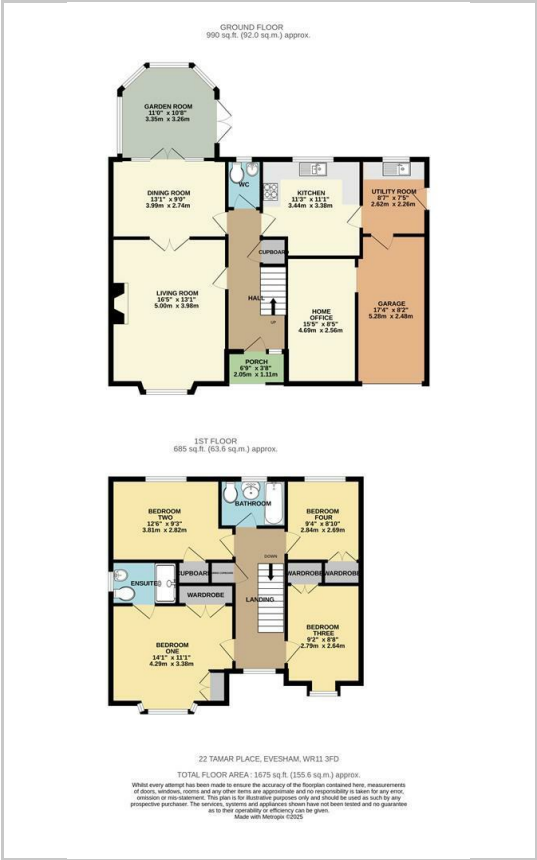 GROUND FLOOR
990 sq.ft. (92.0 sq.m.) approx.
GARDEN ROOM
11'0" x 10'8"
3.35m x 3.26m
DINING ROOM
13'1" x 9'0"
3.99m x 2.74m
WC
KITCHEN
11'3" x 11'1"
3.44m x 3.38m
UTILITY ROOM
8'7" x 7'5"
2.62m x 2.26m
CUPBOARD
LIVING ROOM
16'5" x 13'1"
5.00m x 3.98m
HALL
UP
HOME
OFFICE
15'5" x 8'5"
4.69m x 2.56m
GARAGE
17'4" x 8'2"
5.28m x 2.48m
PORCH
6'9" x 3'8"
2.05m x 1.11m
1ST FLOOR
685 sq.ft. (63.6 sq.m.) approx.
BEDROOM
TWO
12'6" x 9'3"
3.81m x 2.82m
BATHROOM
BEDROOM
FOUR
9'4" x 8'10"
2.84m x 2.69m
DOWN
ENSUITE
CUPBOARD
WARDROBE
WARDROBE
WARDROBE
LANDING
BEDROOM
ONE
14'1" x 11'1"
4.29m x 3.38m
BEDROOM
THREE
9'2" x 8'8"
2.79m x 2.64m
22 TAMAR PLACE, EVESHAM, WR11 3FD
TOTAL FLOOR AREA : 1675 sq.ft. (155.6 sq.m.) approx.
Whilst every attempt has been made to ensure the accuracy of the floorplan contained here, measurements
of doors, windows, rooms and any other items are approximate and no responsibility is taken for any error,
omission or mis-statement. This plan is for illustrative purposes only and should be used as such by any
prospective purchaser. The services, systems and appliances shown have not been tested and no guarantee
as to their operability or efficiency can be given.
Made with Metropix ©2025